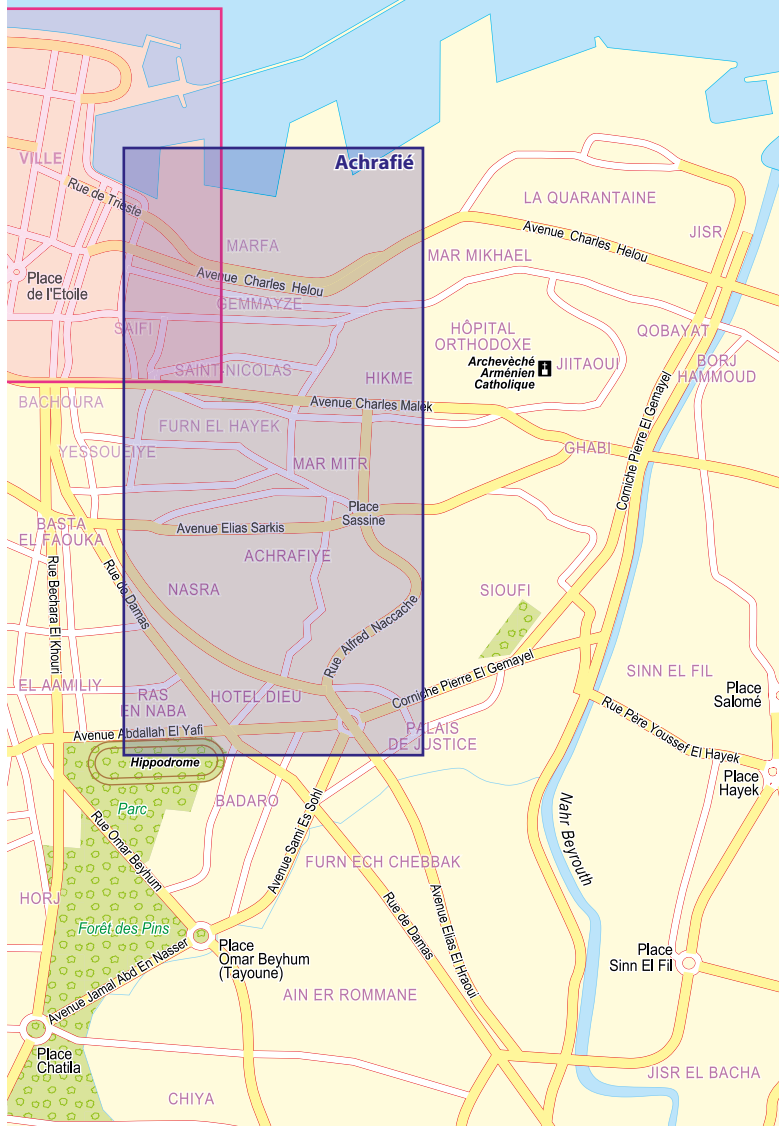 Achrafié
VILLE
Rue de Trieste
LA QUARANTAINE
Avenue Charles Helou
JISR
MARFA
MAR MIKHAEL
Place
de l'Etoile
Avenue Charles Helou
GEMMAYZE
SAIFI
HÔPITAL
ORTHODOXE
QOBAYAT
Archevèché
Arménien
Catholique
JIITAOUI
BORJ
HAMMOUD
SAINT-NICOLAS
HIKME
BACHOURA
Avenue Charles Malek
Corniche Pierre El Gemayel
FURN EL HAYEK
YESSOUEIYE
MAR MITR
GHABI
Place
Sassine
BASTA
EL FAOUKA
Avenue Elias Sarkis
ACHRAFIYE
Rue Bechara El Khouri
Rue de Damas
NASRA
SIOUFI
Rue Alfred Naccache
EL AAMILIY
RAS
EN NABA
HOTEL DIEU
Corniche Pierre El Gemayel
SINN EL FIL
Place
Salomé
Rue Père Youssef El Hayek
Avenue Abdallah El Yafi
PALAIS
DE JUSTICE
Hippodrome
Place
Hayek
Parc
BADARO
Nahr Beyrouth
Rue Omar Beyhum
Avenue Sami Es Sohl
FURN ECH CHEBBAK
HORJ
Forêt des Pins
Rue de Damas
Avenue Elias El Hraoui
Place
Omar Beyhum
(Tayoune)
Place
Sinn El Fil
Avenue Jamal Abd En Nasser
AIN ER ROMMANE
Place
Chatila
JISR EL BACHA
CHIYA